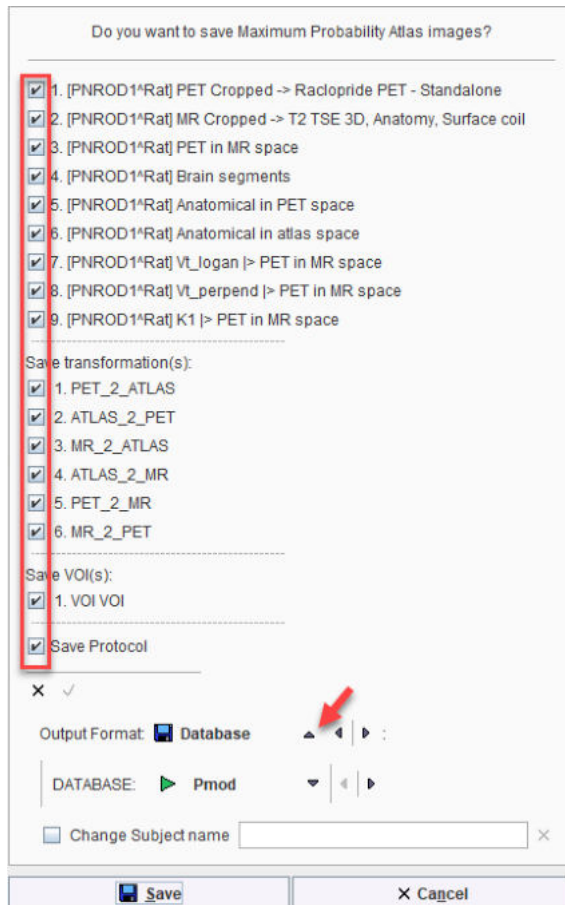 Do you want to save Maximum Probability Atlas images?
1. [PNROD1^Rat] PET Cropped -> Raclopride PET - Standalone
2. [PNROD1^Rat] MR Cropped -> T2 TSE 3D, Anatomy, Surface coil
3. [PNROD1^Rat] PET in MR space
4. [PNROD1^Rat] Brain segments
5. [PNROD1^Rat] Anatomical in PET space
6. [PNROD1^Rat] Anatomical in atlas space
7. [PNROD1^Rat] Vt_logan |> PET in MR space
8. [PNROD1^Rat] Vt_perpend |> PET in MR space
9. [PNROD1^Rat] K1 |> PET in MR space
Save transformation(s):
1. PET_2_ATLAS
2. ATLAS_2_PET
3. MR_2_ATLAS
4. ATLAS_2_MR
5. PET_2_MR
6. MR_2_PET
Save VOI(s):
1. VOI VOI
Save Protocol
Output Format: Database :
DATABASE: Pmod
Change Subject name
Save Cancel